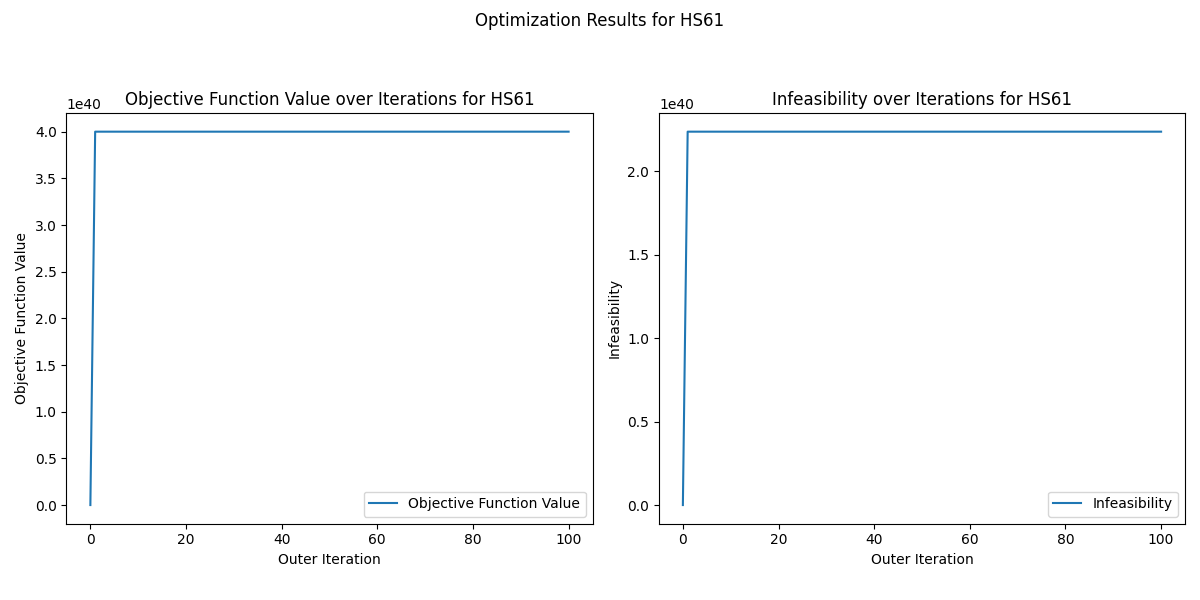 Optimization Results for HS61
Objective Function Value over Iterations for HS61
1e40
4.0
3.5
3.0
2.5
2.0
1.5
1.0
0.5
0.0
Objective Function Value
Objective Function Value
0 20 40 60 80 100
Outer Iteration
Infeasibility over Iterations for HS61
1e40
2.0
1.5
1.0
0.5
0.0
Infeasibility
Infeasibility
0 20 40 60 80 100
Outer Iteration